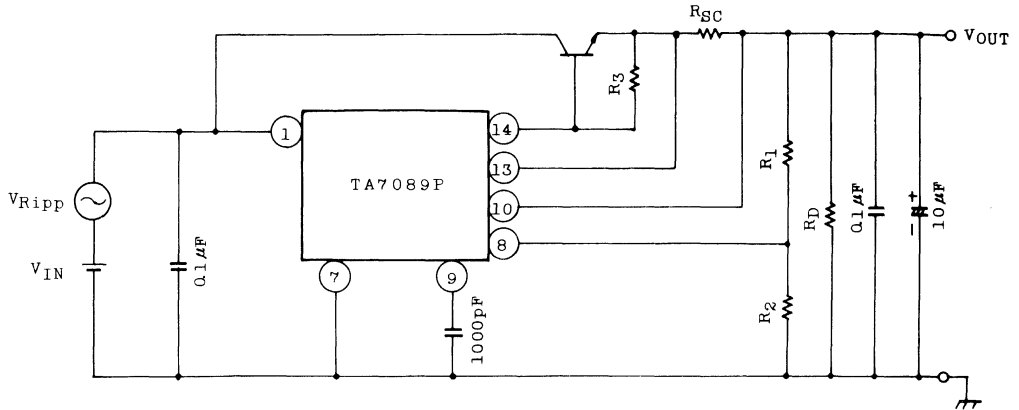 RSC
VOUT
R3
1
14
13
TA7089P
10
8
R1
RD
0.1μF
+
-
10μF
VRipp
VIN
0.1μF
7
9
1000pF
R2